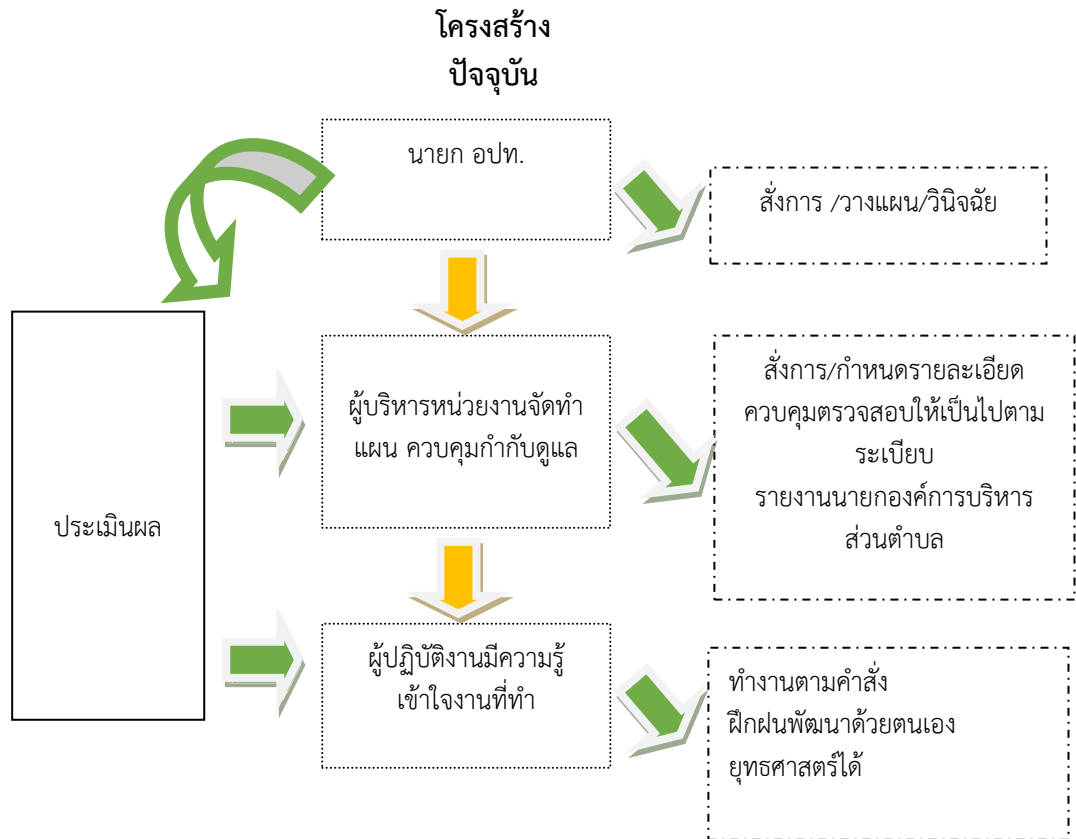 โครงสร้าง
ปัจจุบัน
นายก อปท.
สั่งการ /วางแผน/วินิจฉัย
ผู้บริหารหน่วยงานจัดทำ
แผน ควบคุมกำกับดูแล
สั่งการ/กำหนดรายละเอียด
ควบคุมตรวจสอบให้เป็นไปตาม
ระเบียบ
รายงานนายกองค์การบริหาร
ส่วนตำบล
ประเมินผล
ผู้ปฏิบัติงานมีความรู้
เข้าใจงานที่ทำ
ทำงานตามคำสั่ง
ฝึกฝนพัฒนาด้วยตนเอง
ยุทธศาสตร์ได้